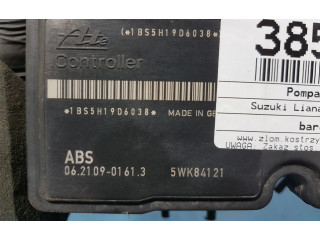 Ate
(*1BS5H19D6038*)
Controller
*1BS5H19D6038*
MADE IN GE
ABS
06.2109-0161.3 5WK84121
385
Pompa
Suzuki Liana
bar
www.zlom.kostrzy
UWAGA Zakaz